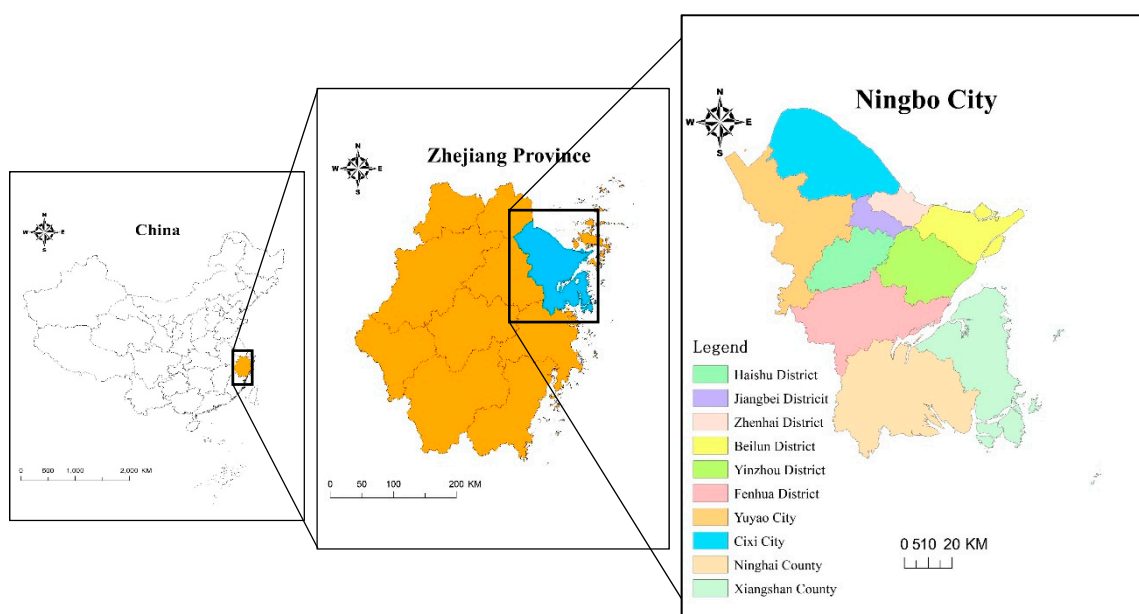 China
N
W E
S
0 500 1,000 2,000 KM
Zhejiang Province
N
W E
S
0 50 100 200 KM
Ningbo City
N
W E
S
Legend
Haishu District
Jiangbei Districit
Zhenhai District
Beilun District
Yinzhou District
Fenhua District
Yuyao City
Cixi City
Ninghai County
Xiangshan County
0 510 20 KM